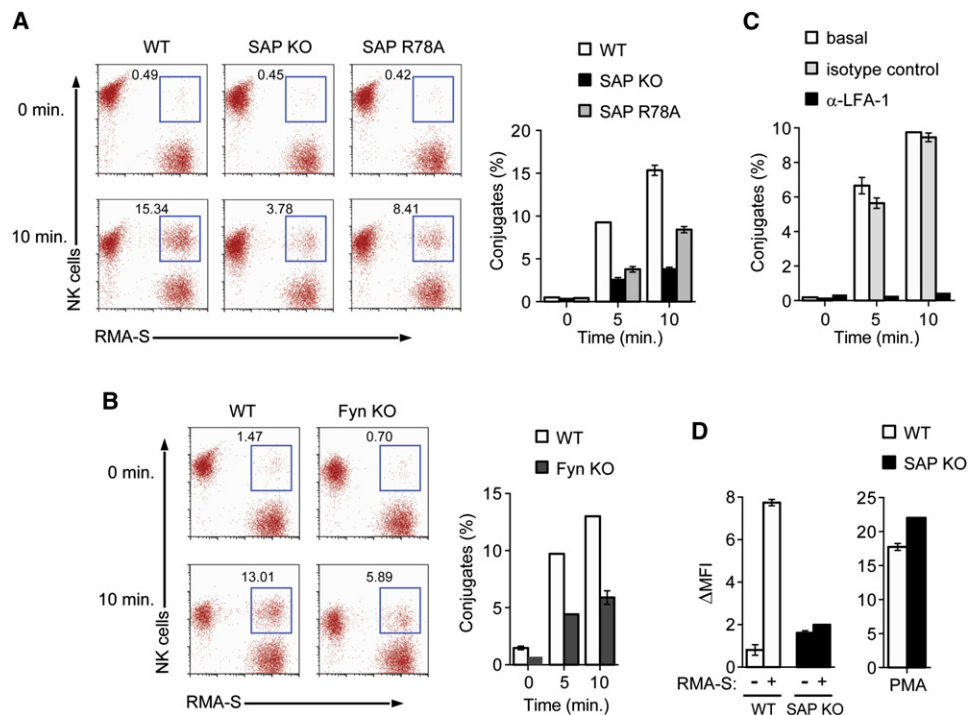 A
WT
SAP KO
SAP R78A
0 min.
0.49
0.45
0.42
10 min.
15.34
3.78
8.41
NK cells
RMA-S
WT
SAP KO
SAP R78A
Conjugates (%)
20
15
10
5
0
0 5 10
Time (min.)
C
basal
isotype control
α-LFA-1
Conjugates (%)
10
8
6
4
2
0
0 5 10
Time (min.)
B
WT
Fyn KO
0 min.
1.47
0.70
10 min.
13.01
5.89
NK cells
RMA-S
WT
Fyn KO
Conjugates (%)
15
10
5
0
0 5 10
Time (min.)
D
WT
SAP KO
ΔMFI
8
6
4
2
0
RMA-S: - + - +
WT SAP KO
25
20
15
10
5
0
PMA